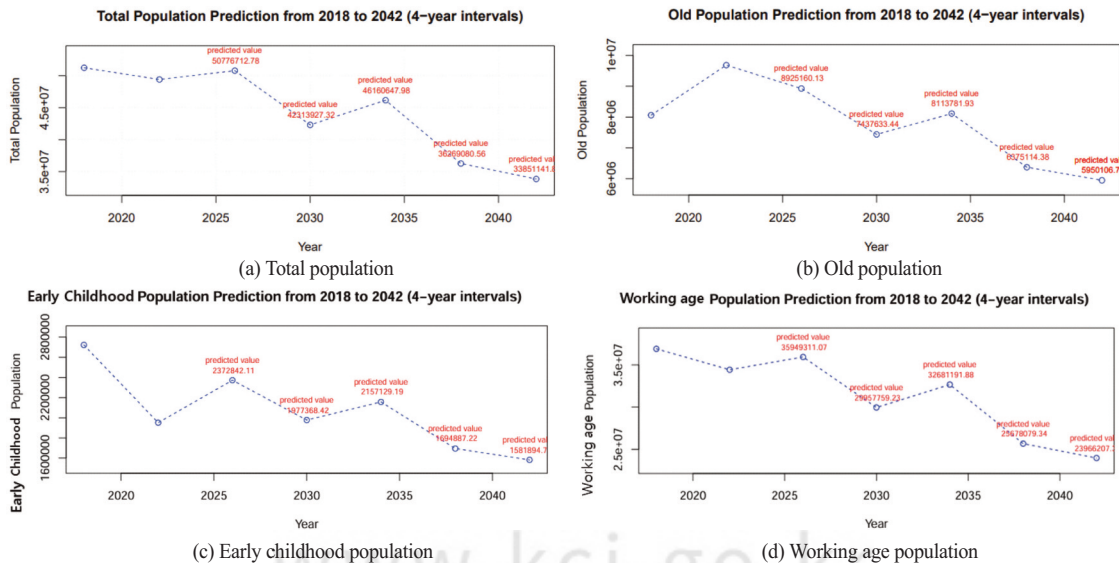 Total Population Prediction from 2018 to 2042 (4-year intervals)
Total Population
4.5e+07
3.5e+07
predicted value
50776712.78
predicted value
42313927.32
predicted value
46160647.98
predicted value
36269080.56
predicted va
33851141.8
2020
2025
2030
2035
2040
Year
(a) Total population
Old Population Prediction from 2018 to 2042 (4-year intervals)
Old Population
1e+07
8e+06
6e+06
predicted value
8925160.13
predicted value
7437633.44
predicted value
8113781.93
predicted value
6375114.38
predicted val
5950106.7
2020
2025
2030
2035
2040
Year
(b) Old population
Early Childhood Population Prediction from 2018 to 2042 (4-year intervals)
Early Childhood Population
2800000
2200000
1600000
predicted value
2372842.11
predicted value
1977368.42
predicted value
2157129.19
predicted value
1694887.22
predicted val
1581894.7
2020
2025
2030
2035
2040
Year
(c) Early childhood population
Working age Population Prediction from 2018 to 2042 (4-year intervals)
Working age Population
3.5e+07
2.5e+07
predicted value
35949311.07
predicted value
29957759.23
predicted value
32681191.88
predicted value
25678079.34
predicted val
23966207.
2020
2025
2030
2035
2040
Year
(d) Working age population
www.kci.go.k